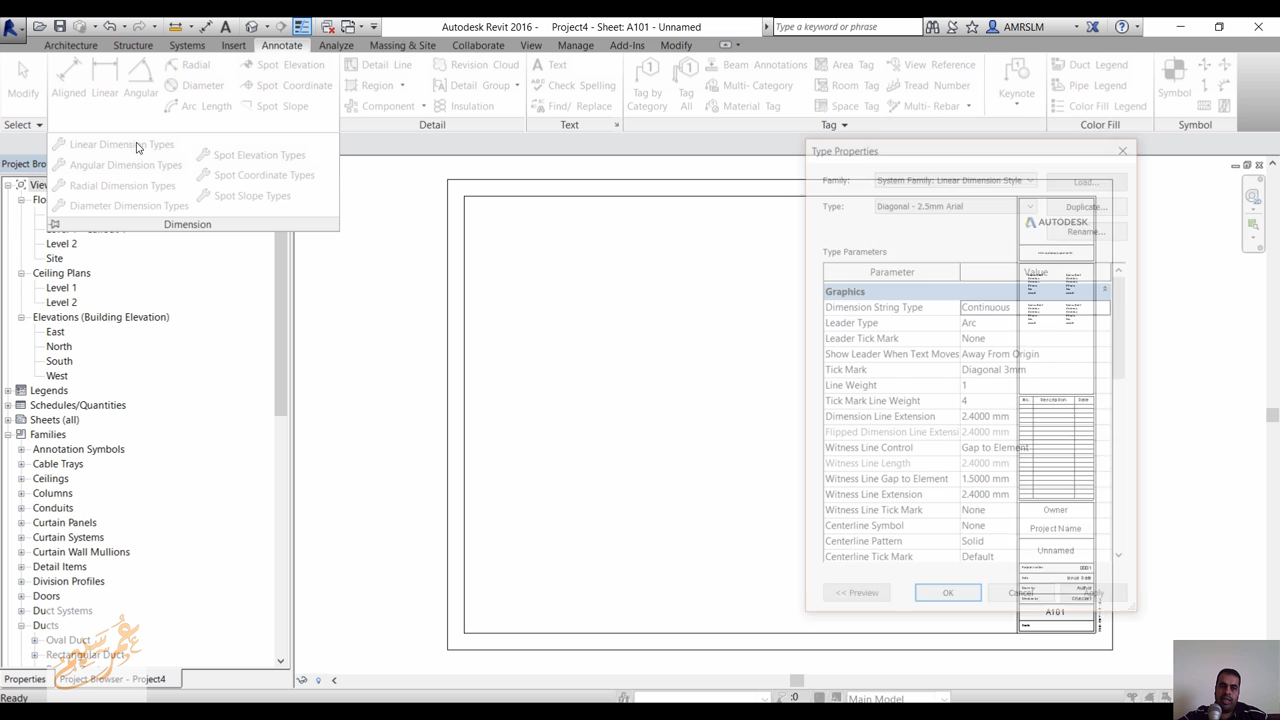 Autodesk Revit 2016 - Project4 - Sheet: A101 - Unnamed
Type a keyword or phrase
AMRSLM
Architecture Structure Systems Insert Annotate Analyze Massing & Site Collaborate View Manage Add-Ins Modify
Modify
Aligned Linear Angular
Radial
Diameter
Arc Length
Spot Elevation
Spot Coordinate
Spot Slope
Detail Line
Region
Component
Revision Cloud
Detail Group
Insulation
Text
Check Spelling
Find/ Replace
Tag by Category
Tag All
Beam Annotations
Multi- Rebar
Material Tag
Area Tag
Room Tag
Space Tag
View Reference
Tread Number
Multi- Rebar
Keynote
Duct Legend
Pipe Legend
Color Fill Legend
Symbol
Select Detail Text Tag Color Fill Symbol
Linear Dimension Types
Angular Dimension Types
Radial Dimension Types
Diameter Dimension Types
Spot Elevation Types
Spot Coordinate Types
Spot Slope Types
Dimension
Project Bro
View
Flo
Level 2
Site
Ceiling Plans
Level 1
Level 2
Elevations (Building Elevation)
East
North
South
West
Legends
Schedules/Quantities
Sheets (all)
Families
Annotation Symbols
Cable Trays
Ceilings
Columns
Conduits
Curtain Panels
Curtain Systems
Curtain Wall Mullions
Detail Items
Division Profiles
Doors
Duct Systems
Ducts
Oval Duct
Rectangular Duct
Properties Project Browser - Project4
Ready
:0
Main Model
Type Properties
Family: System Family: Linear Dimension Style Load...
Type: Diagonal - 2.5mm Arial Duplicate...
Rename...
Type Parameters
Parameter Value
Graphics
Dimension String Type Continuous
Leader Type Arc
Leader Tick Mark None
Show Leader When Text Moves Away From Origin
Tick Mark Diagonal 3mm
Line Weight 1
Tick Mark Line Weight 4
Dimension Line Extension 2.4000 mm
Flipped Dimension Line Extensi 2.4000 mm
Witness Line Control Gap to Element
Witness Line Length 2.4000 mm
Witness Line Gap to Element 1.5000 mm
Witness Line Extension 2.4000 mm
Witness Line Tick Mark None
Centerline Symbol None
Centerline Pattern Solid
Centerline Tick Mark Default
<< Preview OK Cancel Apply
AUTODESK
No. Description Date
Owner
Project Name
Unnamed
A101